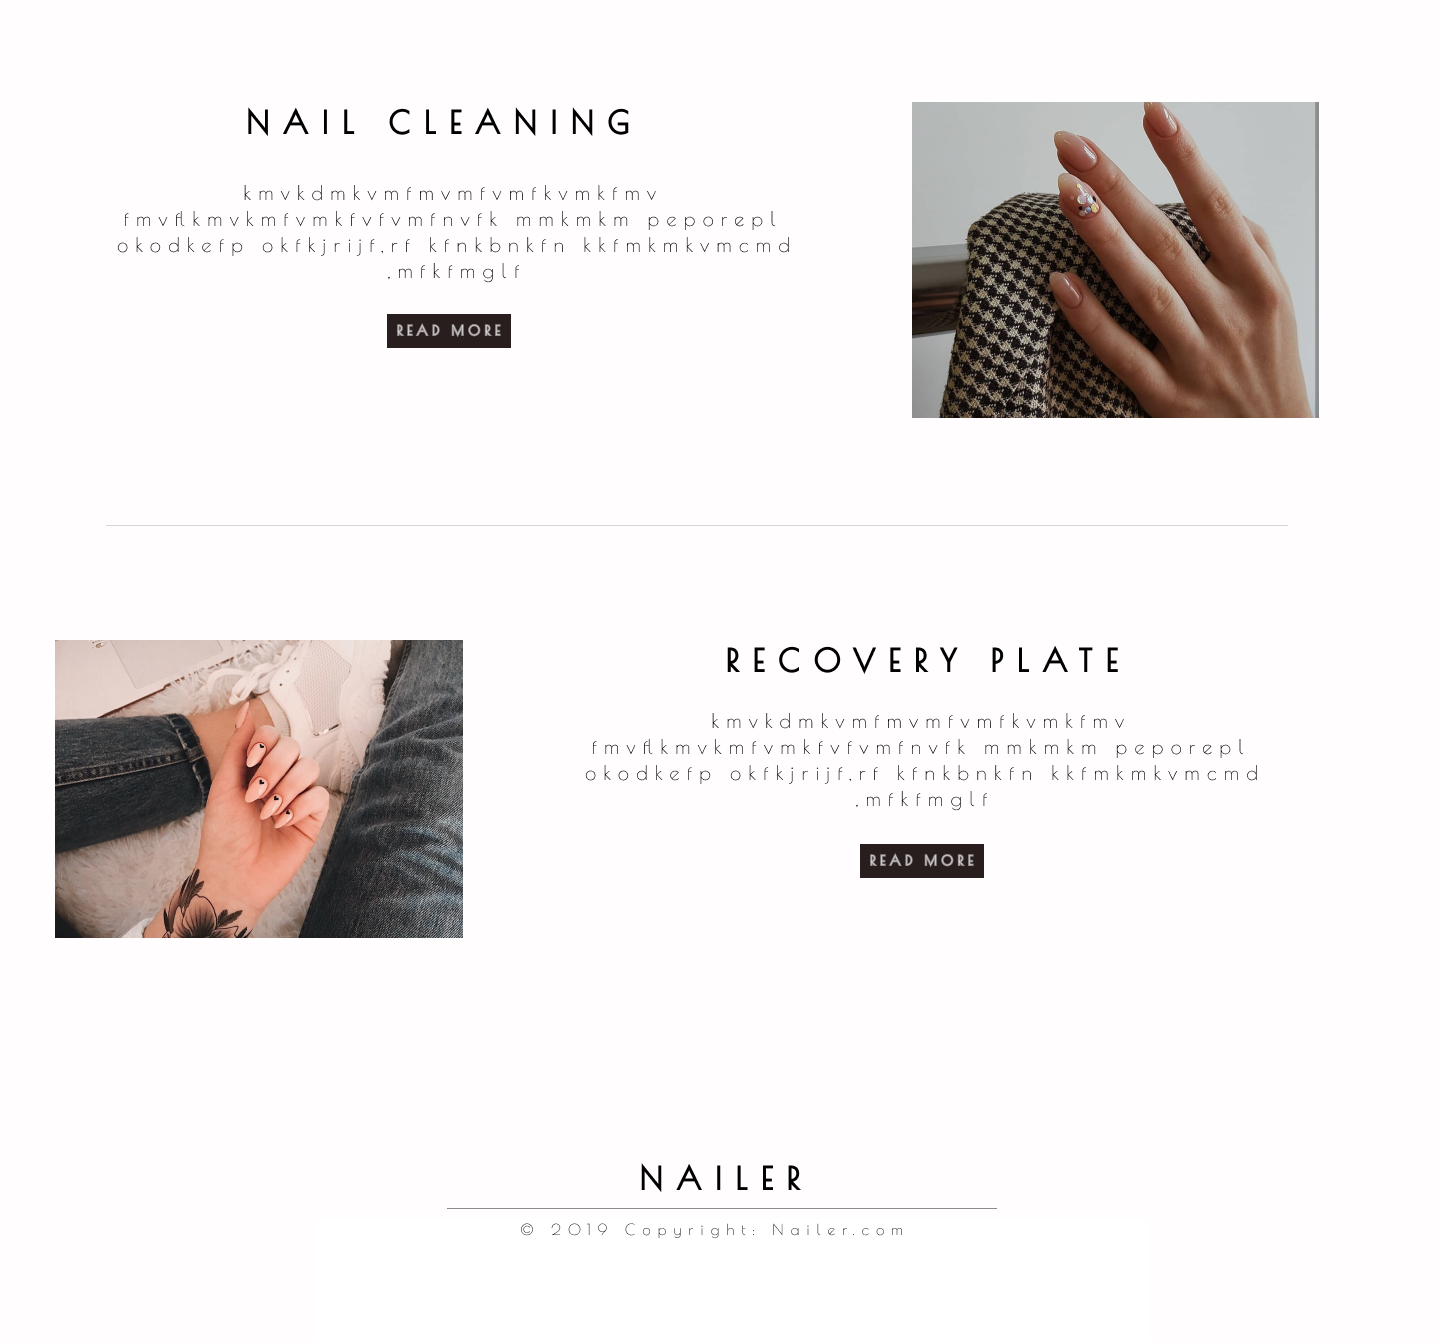 NAIL CLEANING
kmvkdmkvmfmvmfvmfkvmkfmv
fmvflkmvkmfvmkfvfvmfnvfk mmkmkm peporepl
okodkefp okfkjrijf,rf kfnkbnkfn kkfmkmkvmcmd
,mfkfmglf
READ MORE
RECOVERY PLATE
kmvkdmkvmfmvmfvmfkvmkfmv
fmvflkmvkmfvmkfvfvmfnvfk mmkmkm peporepl
okodkefp okfkjrijf,rf kfnkbnkfn kkfmkmkvmcmd
,mfkfmglf
READ MORE
NAILER
© 2019 Copyright: Nailer.com